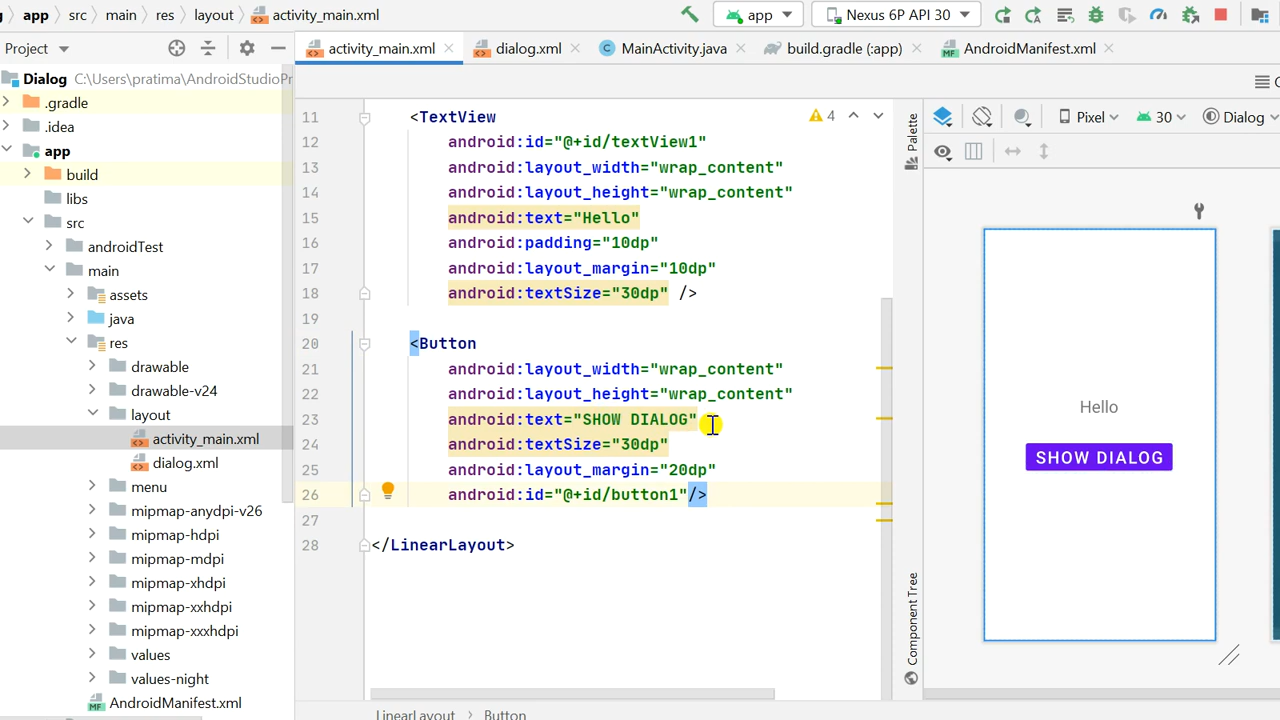 app src main res layout activity_main.xml app Nexus 6P API 30
Project activity_main.xml dialog.xml MainActivity.java build.gradle (:app) AndroidManifest.xml
Dialog C:\Users\pratima\AndroidStudioPr
.gradle
.idea
app
build
libs
src
androidTest
main
assets
java
res
drawable
drawable-v24
layout
activity_main.xml
dialog.xml
menu
mipmap-anydpi-v26
mipmap-hdpi
mipmap-mdpi
mipmap-xhdpi
mipmap-xxhdpi
mipmap-xxxhdpi
values
values-night
AndroidManifest.xml
11 <TextView
12 android:id="@+id/textView1"
13 android:layout_width="wrap_content"
14 android:layout_height="wrap_content"
15 android:text="Hello"
16 android:padding="10dp"
17 android:layout_margin="10dp"
18 android:textSize="30dp" />
19
20 <Button
21 android:layout_width="wrap_content"
22 android:layout_height="wrap_content"
23 android:text="SHOW DIALOG"
24 android:textSize="30dp"
25 android:layout_margin="20dp"
26 android:id="@+id/button1"/>
27
28 </LinearLayout>
4
LinearLayout Button
Palette
Component Tree
Pixel 30 Dialog
Hello
SHOW DIALOG